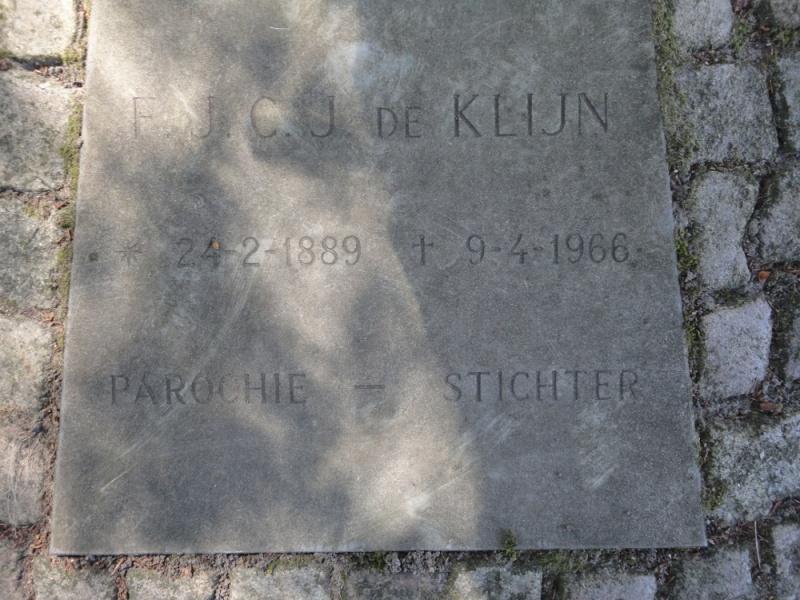 F. J. C. J. DE KLIJN
* 24-2-1889 † 9-4-1966
PAROCHIE = STICHTER